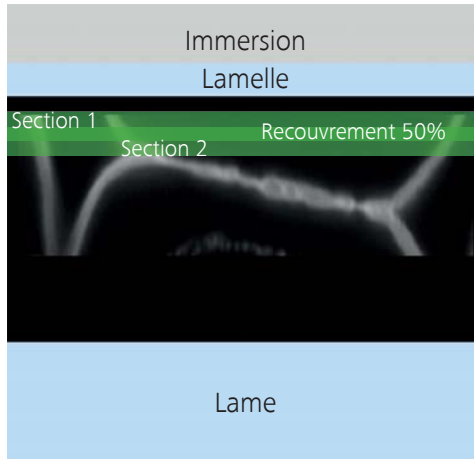 Immersion
Lamelle
Section 1
Recouvrement 50%
Section 2
Lame